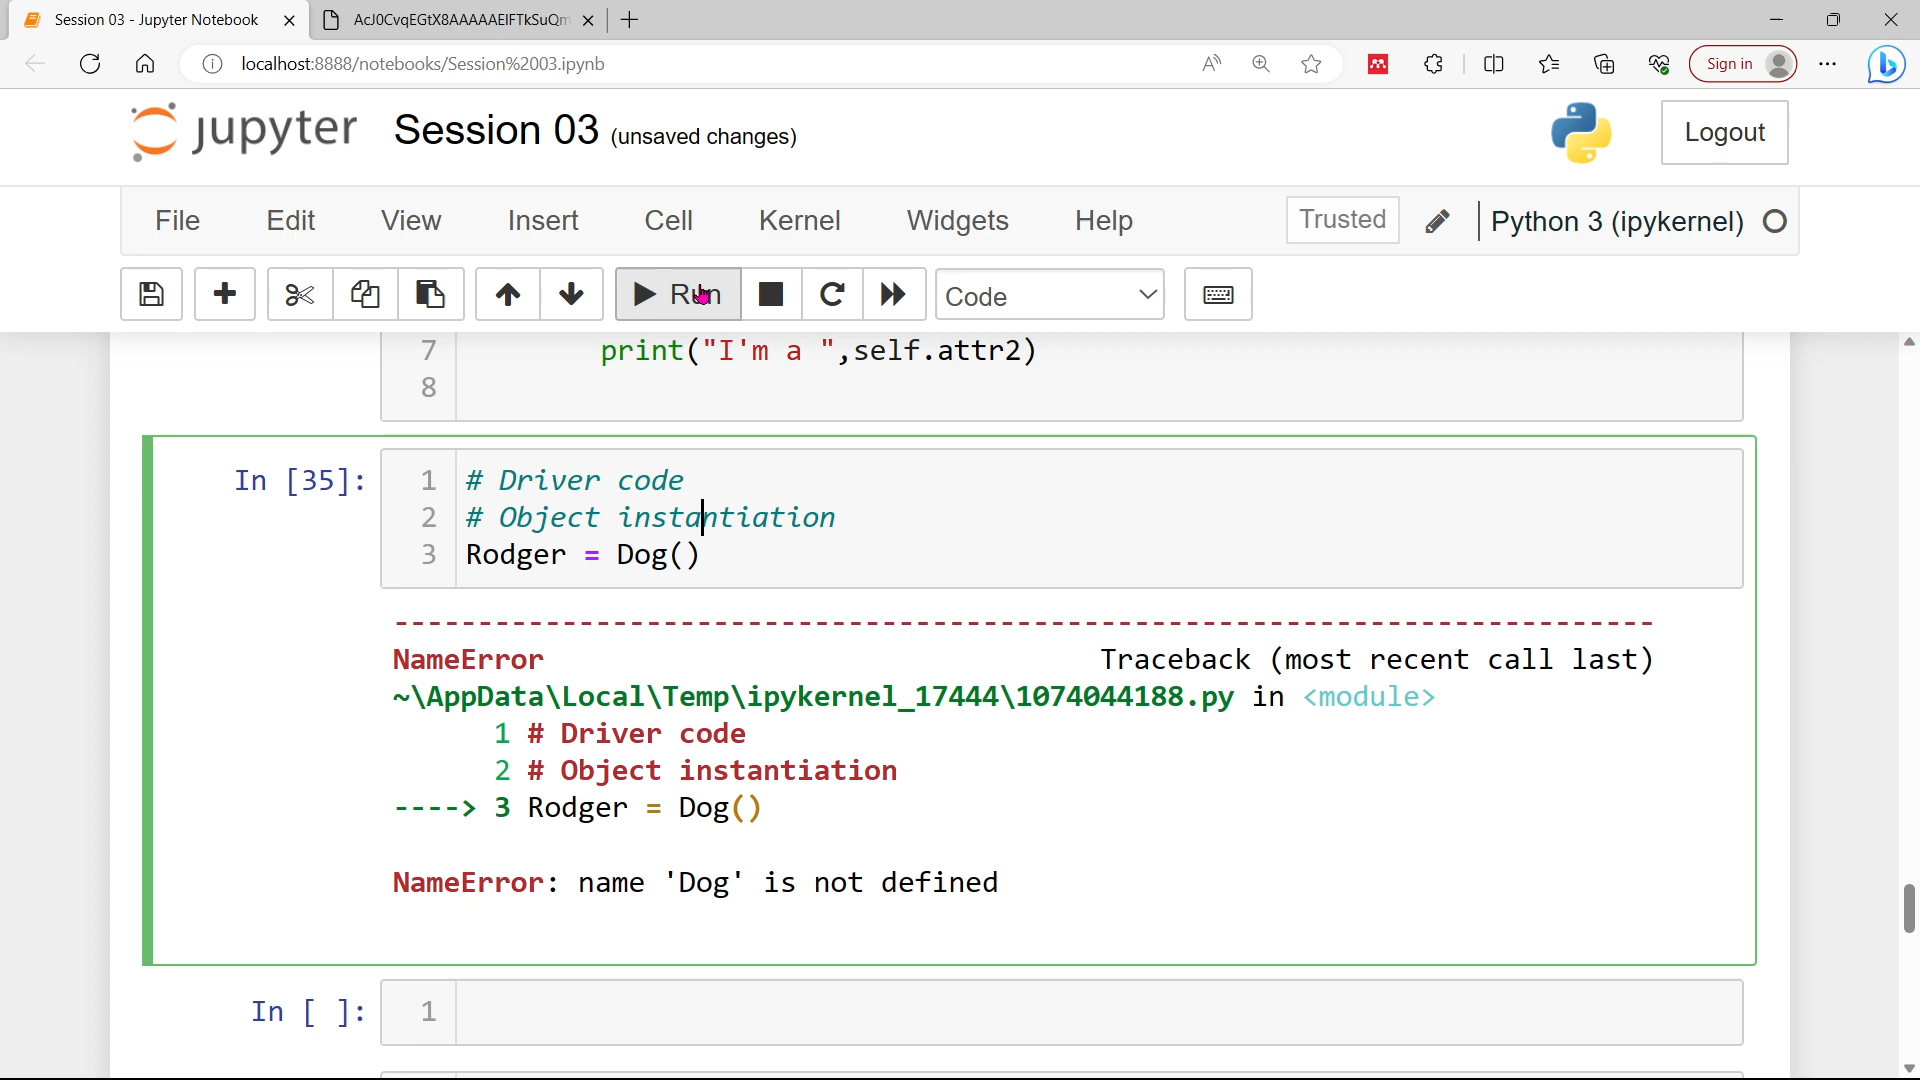 Session 03 - Jupyter Notebook
AcJ0CvqEGtX8AAAAAElFTkSuQm
localhost:8888/notebooks/Session%2003.ipynb
Sign in
jupyter Session 03 (unsaved changes)
Logout
File Edit View Insert Cell Kernel Widgets Help Trusted Python 3 (ipykernel)
Run Code
7 print("I'm a ",self.attr2)
8
In [35]: 1 # Driver code
2 # Object instantiation
3 Rodger = Dog()
---------------------------------------------------------------------------
NameError Traceback (most recent call last)
~\AppData\Local\Temp\ipykernel_17444\1074044188.py in <module>
1 # Driver code
2 # Object instantiation
----> 3 Rodger = Dog()
NameError: name 'Dog' is not defined
In [ ]: 1